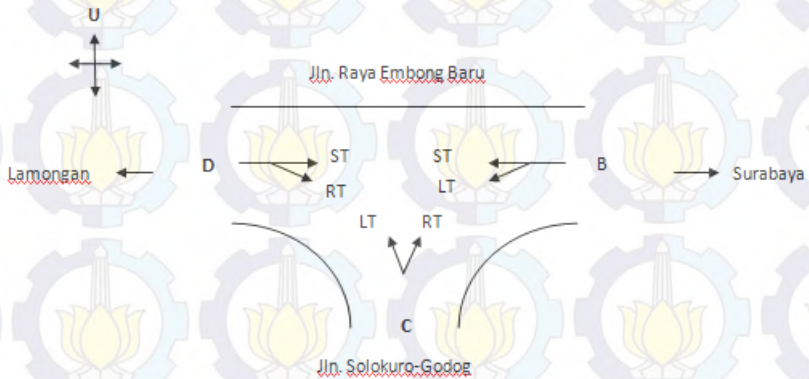 U
Jln. Raya Embong Baru
Lamongan
D
ST
RT
ST
LT
B
Surabaya
LT RT
C
Jln. Solokuro-Godog